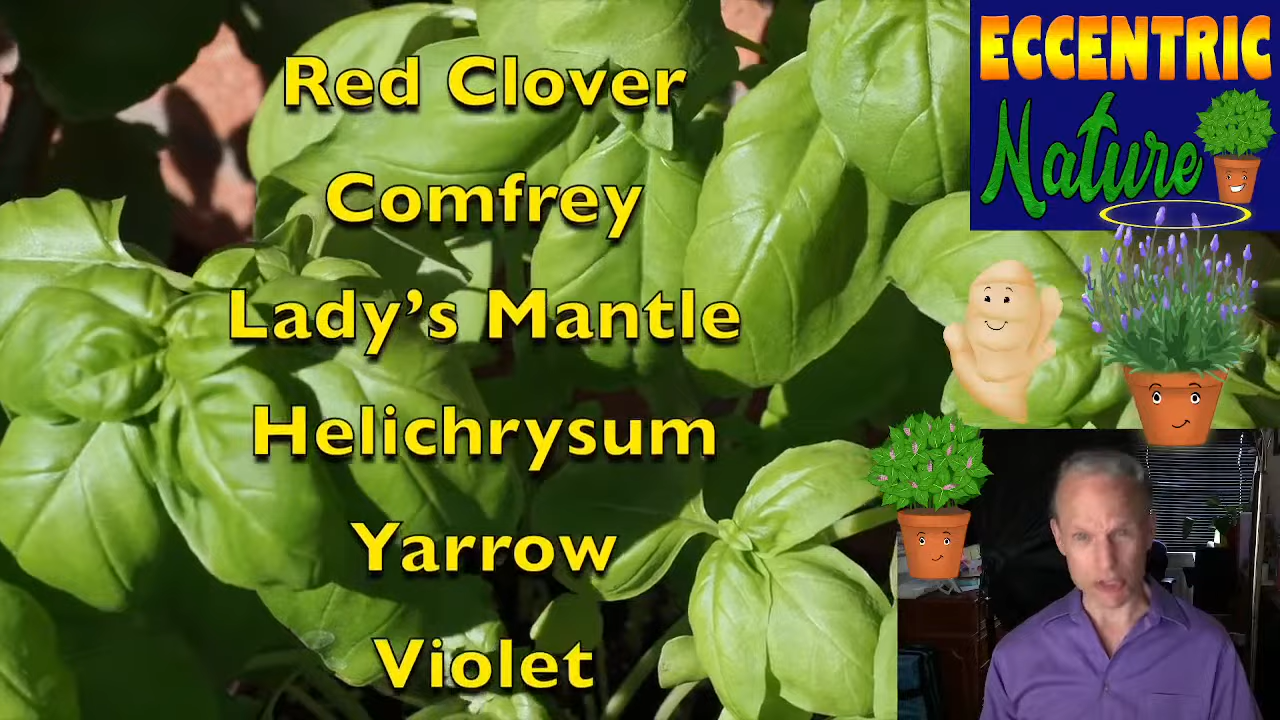 Red Clover
Comfrey
Lady's Mantle
Helichrysum
Yarrow
Violet
ECCENTRIC
Nature